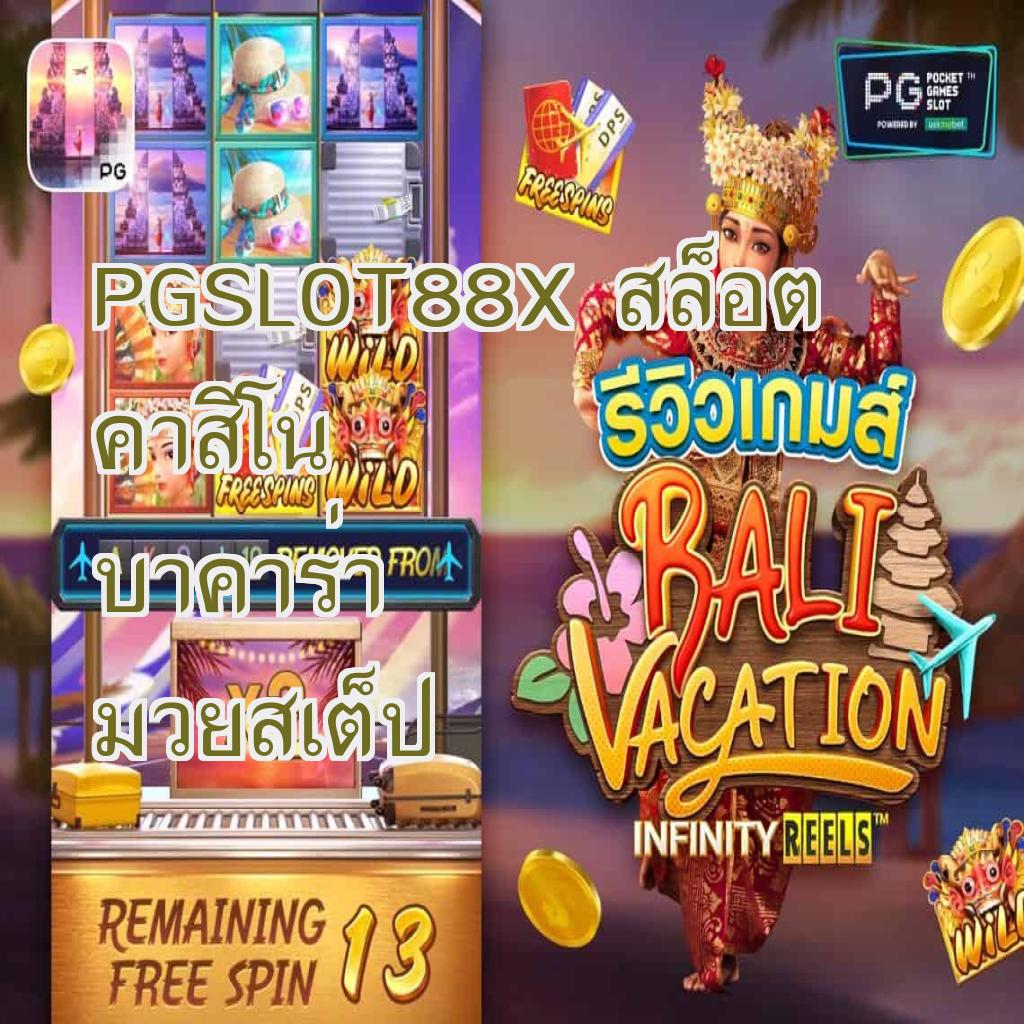 PG
POCKET
GAMES
SLOT
POWERED BY askmebet
PG
FREESPINS
DPS
PGSLOT88X สล็อต
คาสิโน
บาคาร่า
มวยสเต็ป
WILD
WILD
FREESPINS
REMOVED FROM
x2
REMAINING
FREE SPIN 13
รีวิวเกมส์
BALI
VACATION
INFINITY REELS™
WILD